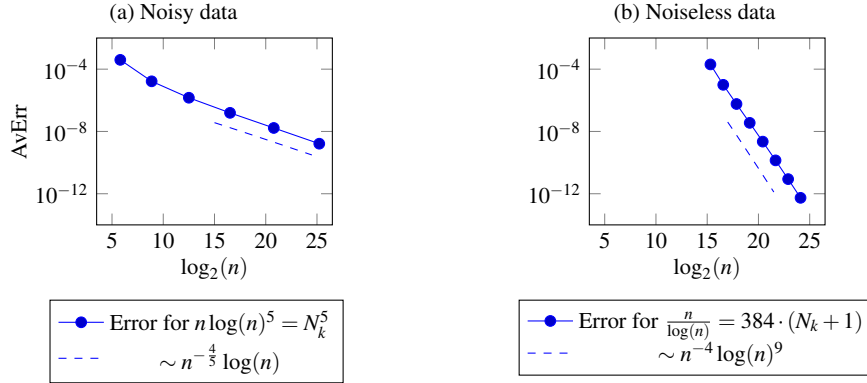 (a) Noisy data
10^{-4}
10^{-8}
10^{-12}
AvErr
5 10 15 20 25
log_2(n)
Error for n log(n)^5 = N_k^5
∼ n^{-\frac{4}{5}} log(n)
(b) Noiseless data
10^{-4}
10^{-8}
10^{-12}
5 10 15 20 25
log_2(n)
Error for \frac{n}{log(n)} = 384 · (N_k + 1)
∼ n^{-4} log(n)^9